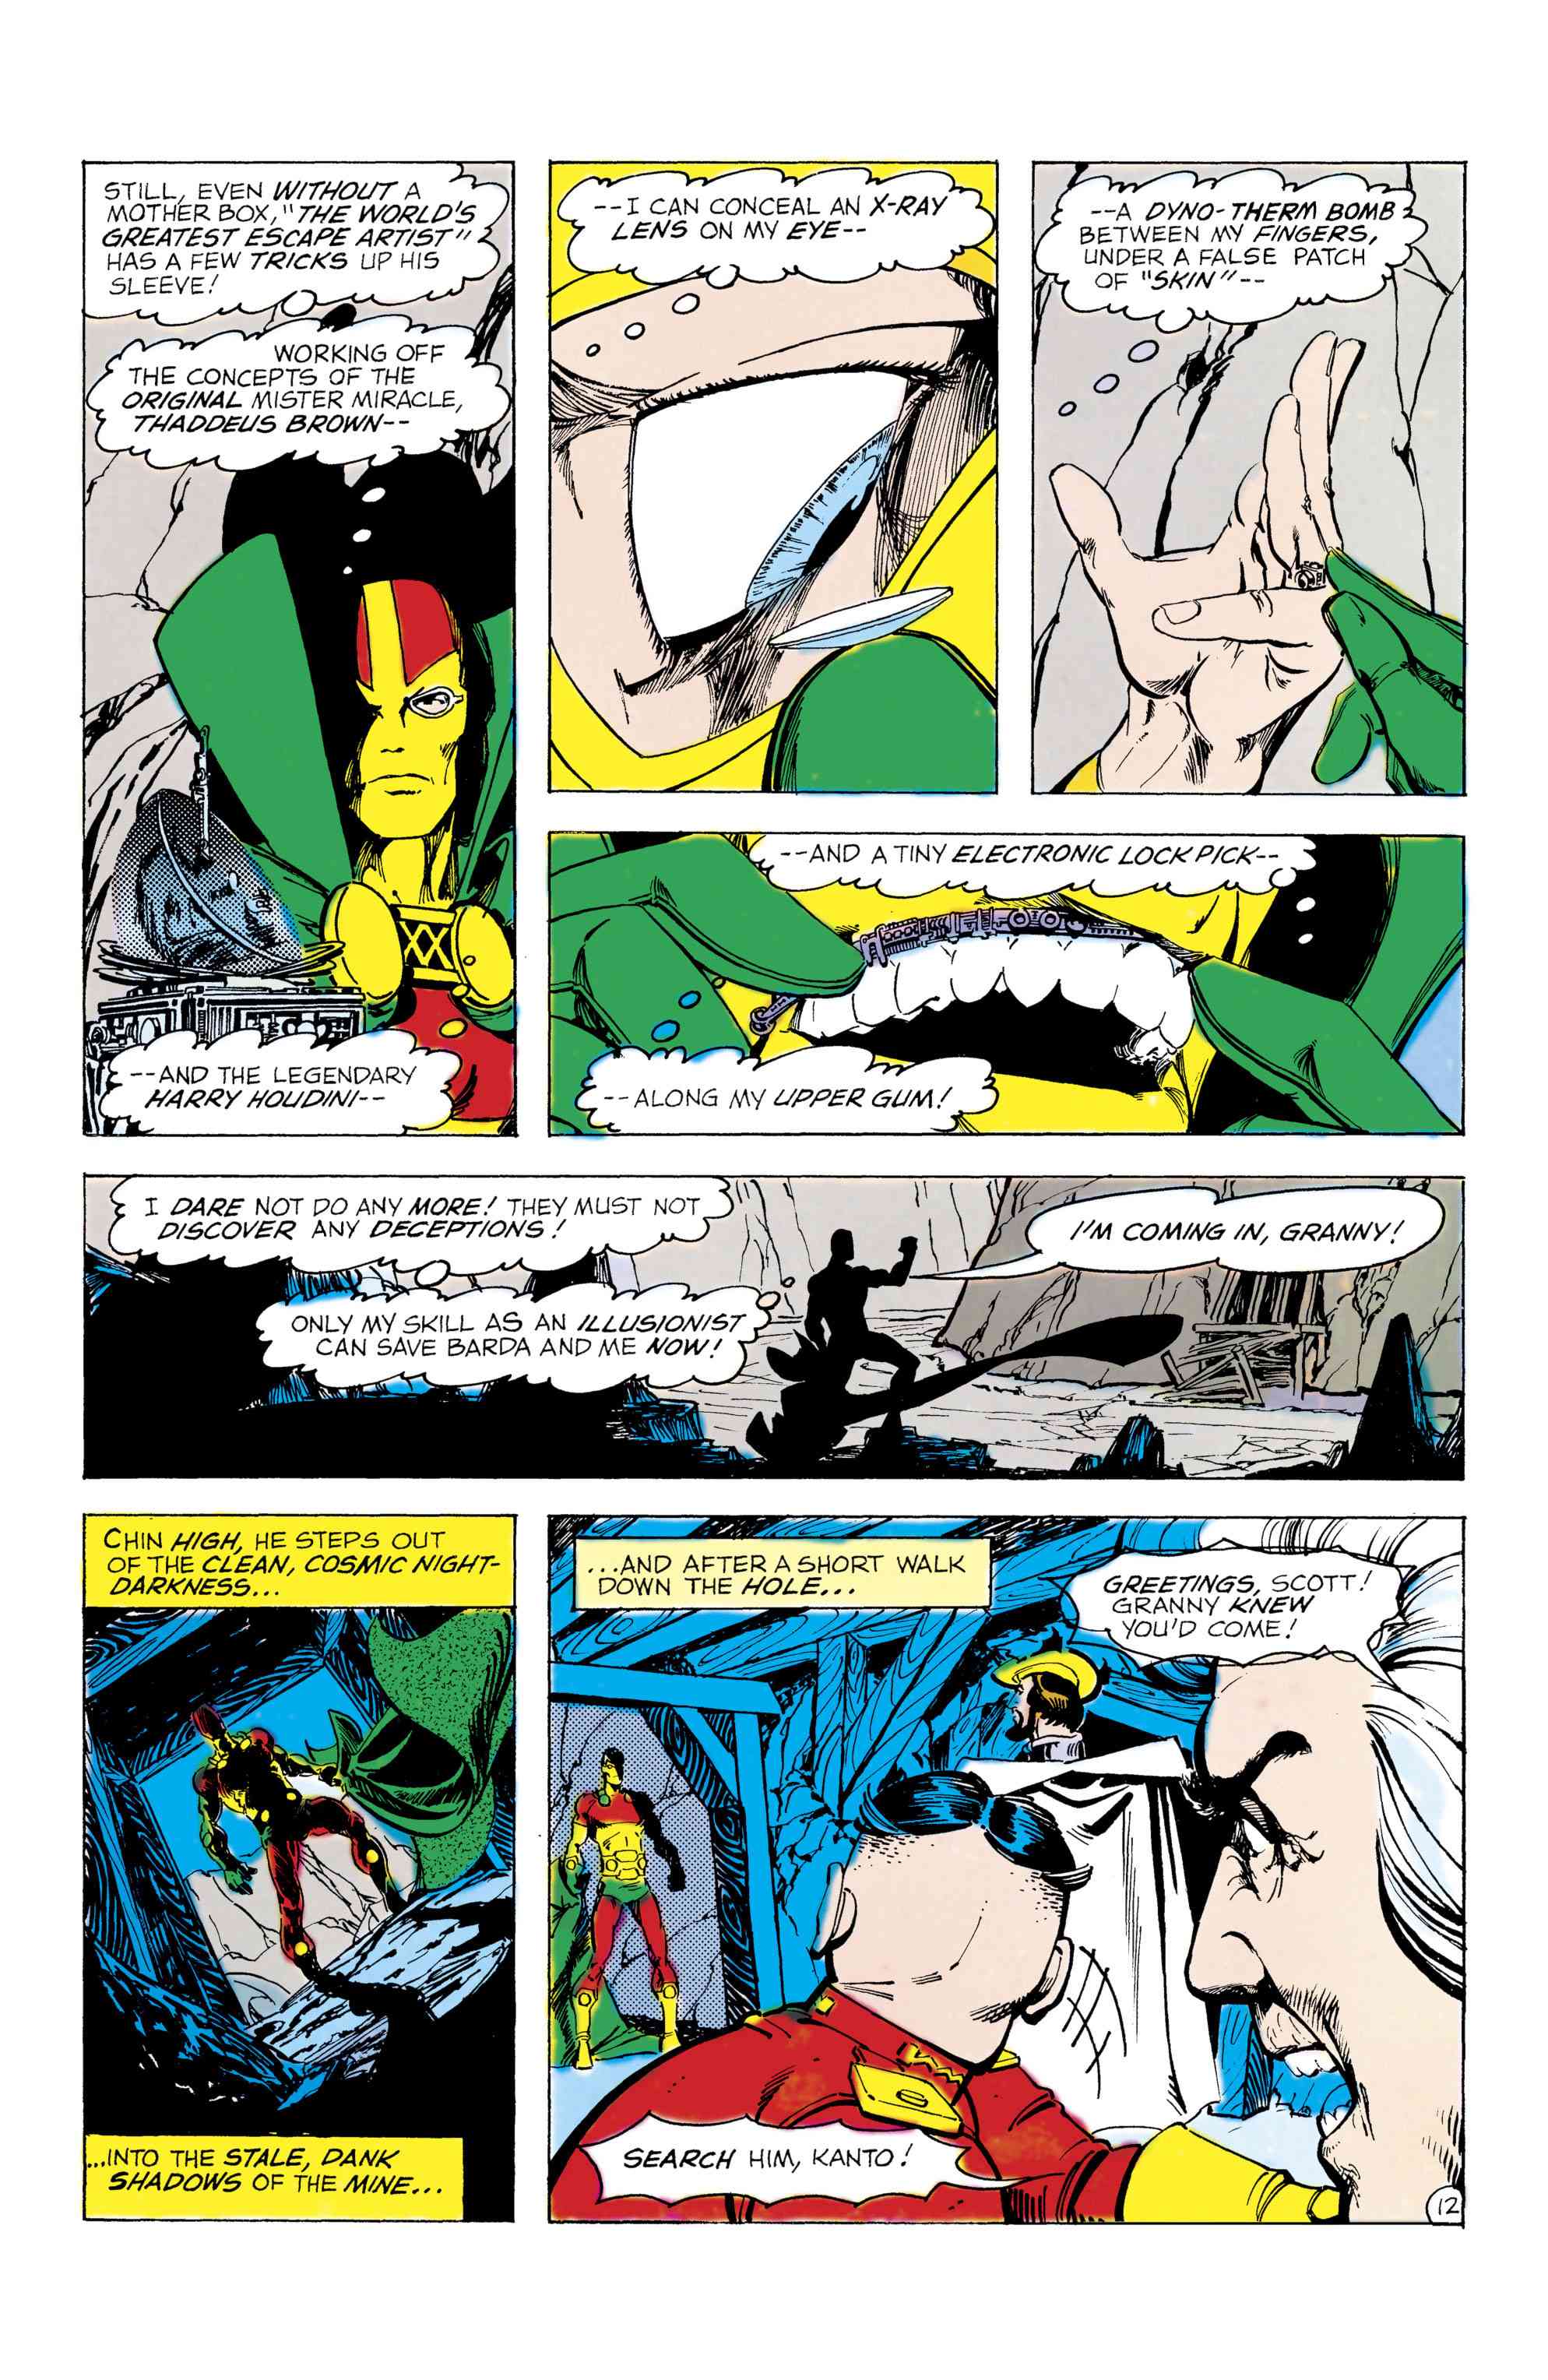 STILL, EVEN WITHOUT A
MOTHER BOX, "THE WORLD'S
GREATEST ESCAPE ARTIST"
HAS A FEW TRICKS UP HIS
SLEEVE!
WORKING OFF
THE CONCEPTS OF THE
ORIGINAL MISTER MIRACLE,
THADDEUS BROWN--
--AND THE LEGENDARY
HARRY HOUDINI--
--I CAN CONCEAL AN X-RAY
LENS ON MY EYE--
--A DYNO-THERM BOMB
BETWEEN MY FINGERS,
UNDER A FALSE PATCH
OF "SKIN"--
--AND A TINY ELECTRONIC LOCK PICK--
--ALONG MY UPPER GUM!
I DARE NOT DO ANY MORE! THEY MUST NOT
DISCOVER ANY DECEPTIONS!
ONLY MY SKILL AS AN ILLUSIONIST
CAN SAVE BARDA AND ME NOW!
I'M COMING IN, GRANNY!
CHIN HIGH, HE STEPS OUT
OF THE CLEAN, COSMIC NIGHT-
DARKNESS...
...INTO THE STALE, DANK
SHADOWS OF THE MINE...
...AND AFTER A SHORT WALK
DOWN THE HOLE...
GREETINGS, SCOTT!
GRANNY KNEW
YOU'D COME!
SEARCH HIM, KANTO!
12